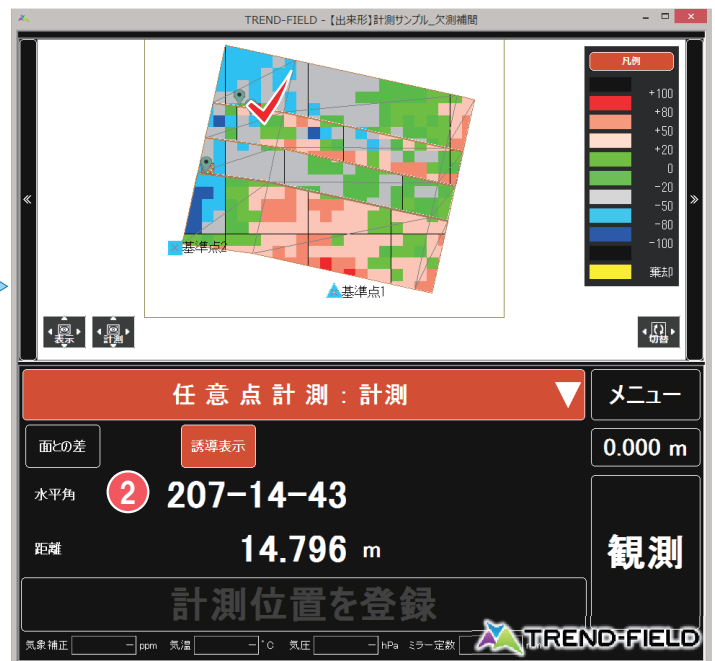 TREND-FIELD - 【出来形】計測サンプル_欠測補間
凡例
+100
+80
+50
+20
0
-20
-50
-80
-100
棄却
基準点2
基準点1
表示
計測
切替
任意点計測:計測
メニュー
面との差
誘導表示
0.000 m
水平角 2 207-14-43
距離 14.796 m
観測
計測位置を登録
気象補正 - ppm 気温 - °C 気圧 - hPa ミラー定数
TREND-FIELD